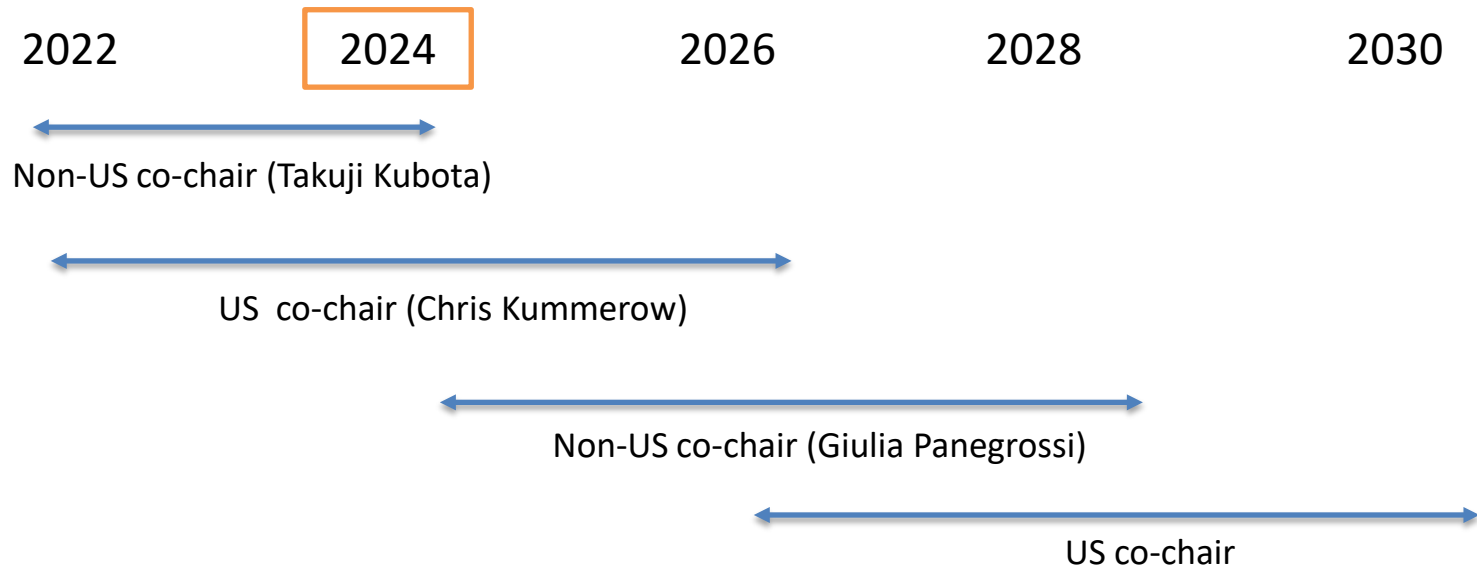 2022 2024 2026 2028 2030
Non-US co-chair (Takuji Kubota)
US co-chair (Chris Kummerow)
Non-US co-chair (Giulia Panegrossi)
US co-chair